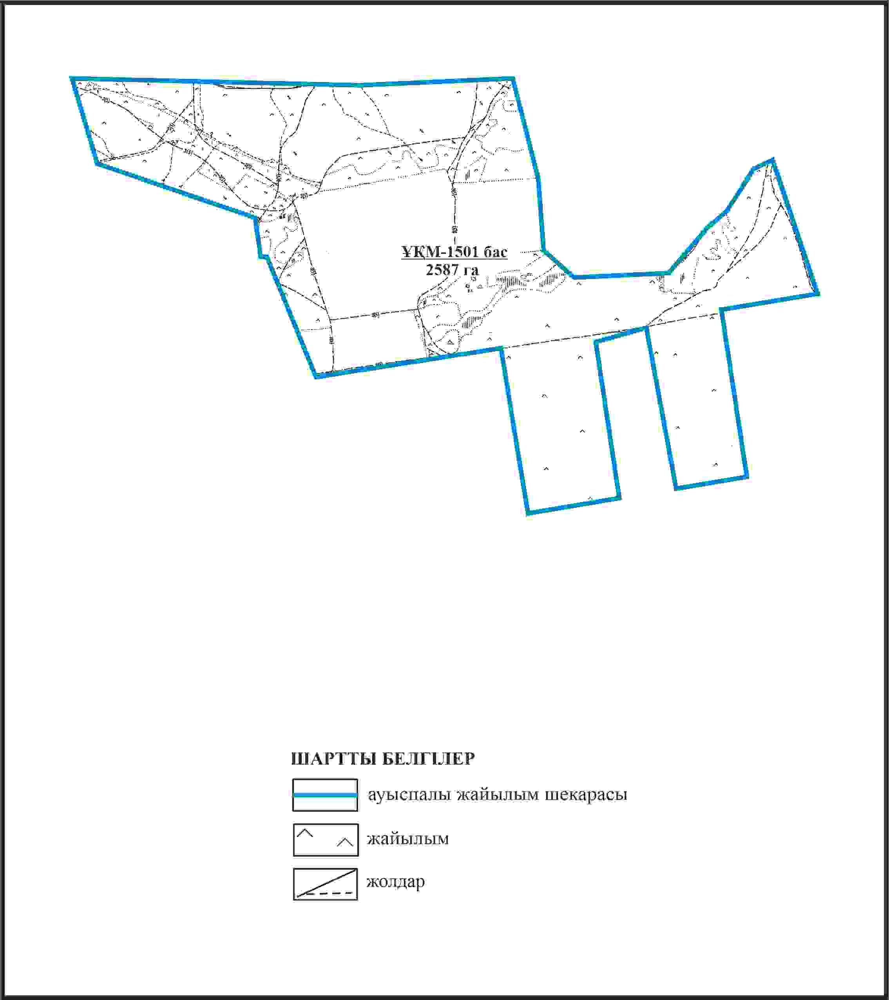 ҰҚМ-1501 бас
2587 га
ШАРТТЫ БЕЛГІЛЕР
ауыспалы жайылым шекарасы
жайылым
жолдар